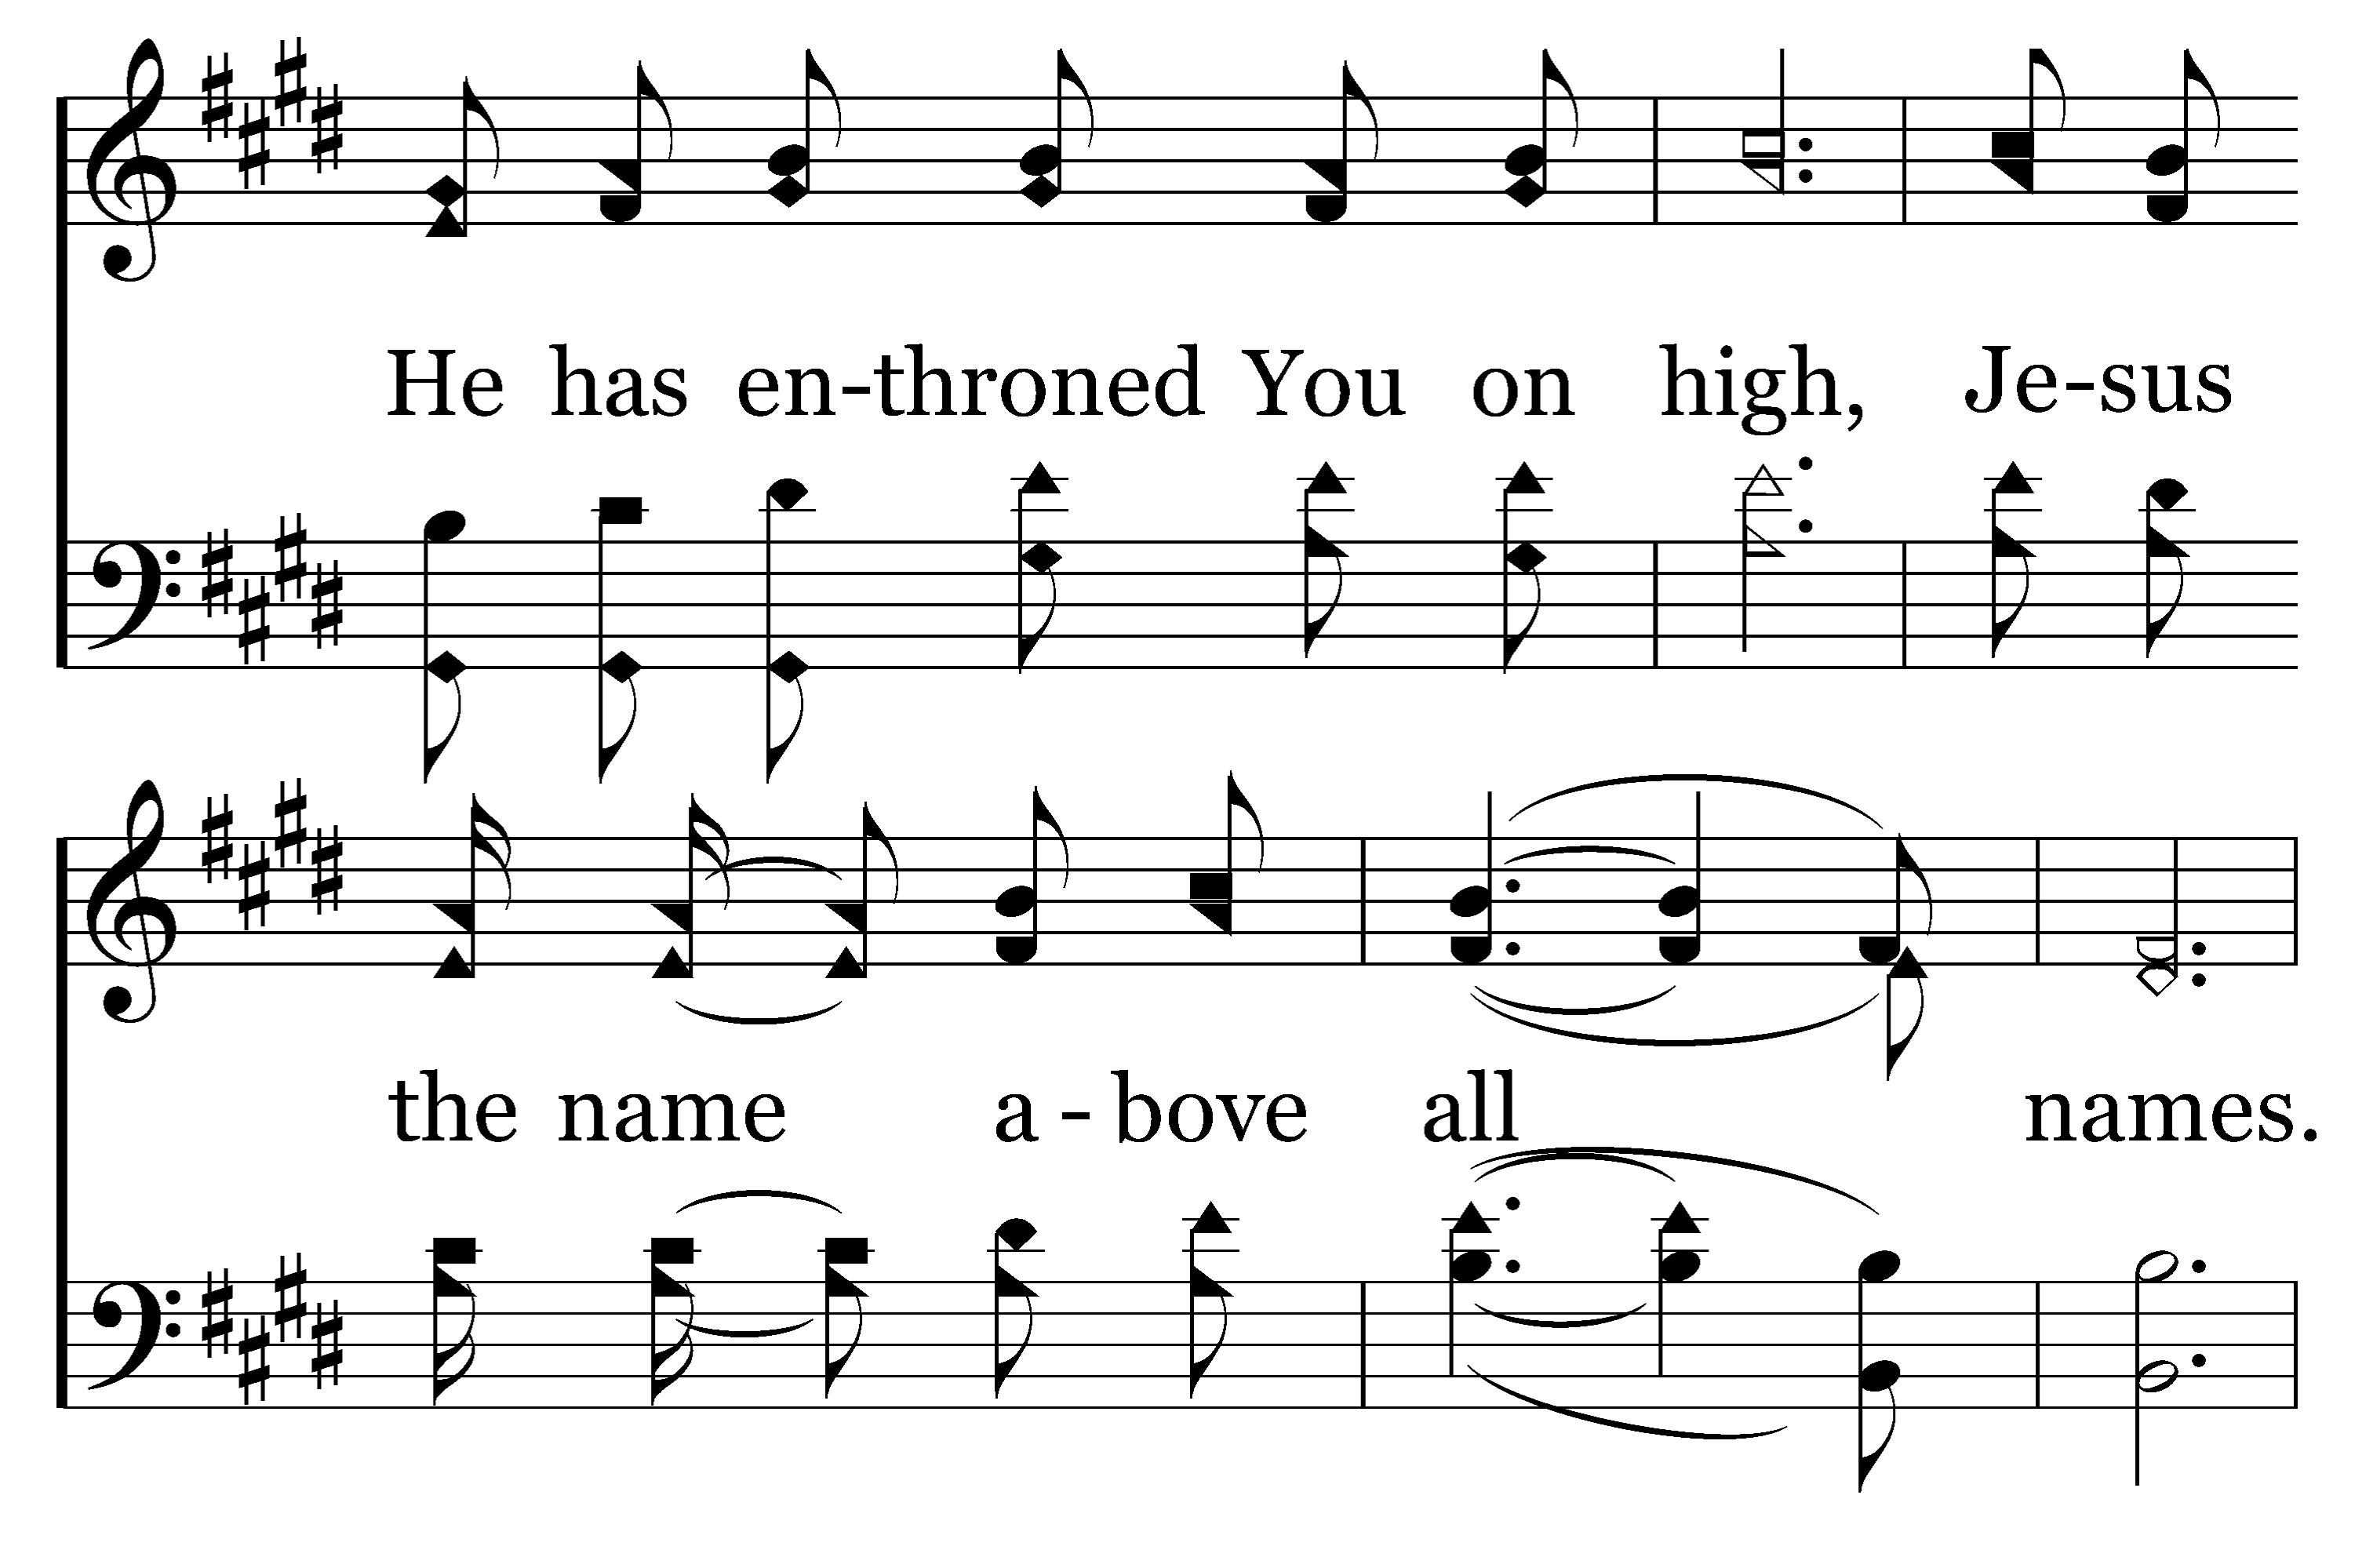 He has en-throned You on high, Je-sus
the name a - bove all names.